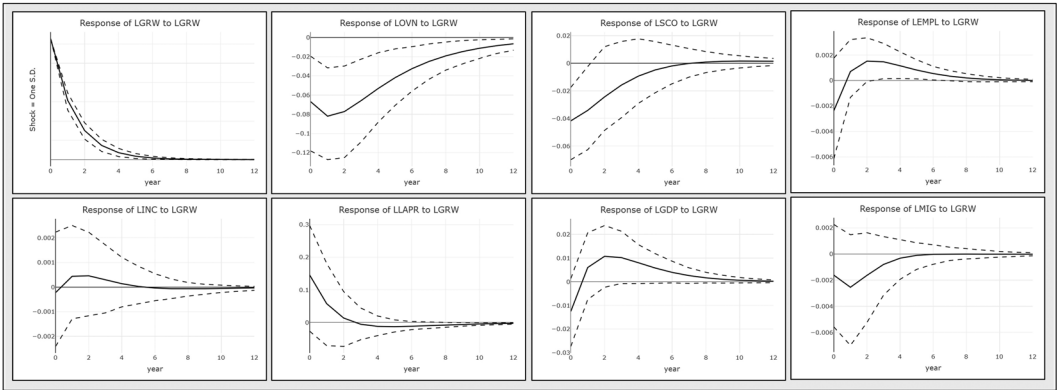 Response of LGRW to LGRW
Shock = One S.D.
0 2 4 6 8 10 12
year
Response of LOVN to LGRW
0
−0.02
−0.04
−0.06
−0.08
−0.1
−0.12
0 2 4 6 8 10 12
year
Response of LSCO to LGRW
0.02
0
−0.02
−0.04
−0.06
0 2 4 6 8 10 12
year
Response of LEMPL to LGRW
0.002
0
−0.002
−0.004
−0.006
0 2 4 6 8 10 12
year
Response of LINC to LGRW
0.002
0.001
0
−0.001
−0.002
0 2 4 6 8 10 12
year
Response of LLAPR to LGRW
0.3
0.2
0.1
0
0 2 4 6 8 10 12
year
Response of LGDP to LGRW
0.02
0.01
0
−0.01
−0.02
−0.03
0 2 4 6 8 10 12
year
Response of LMIG to LGRW
0.002
0
−0.002
−0.004
−0.006
0 2 4 6 8 10 12
year